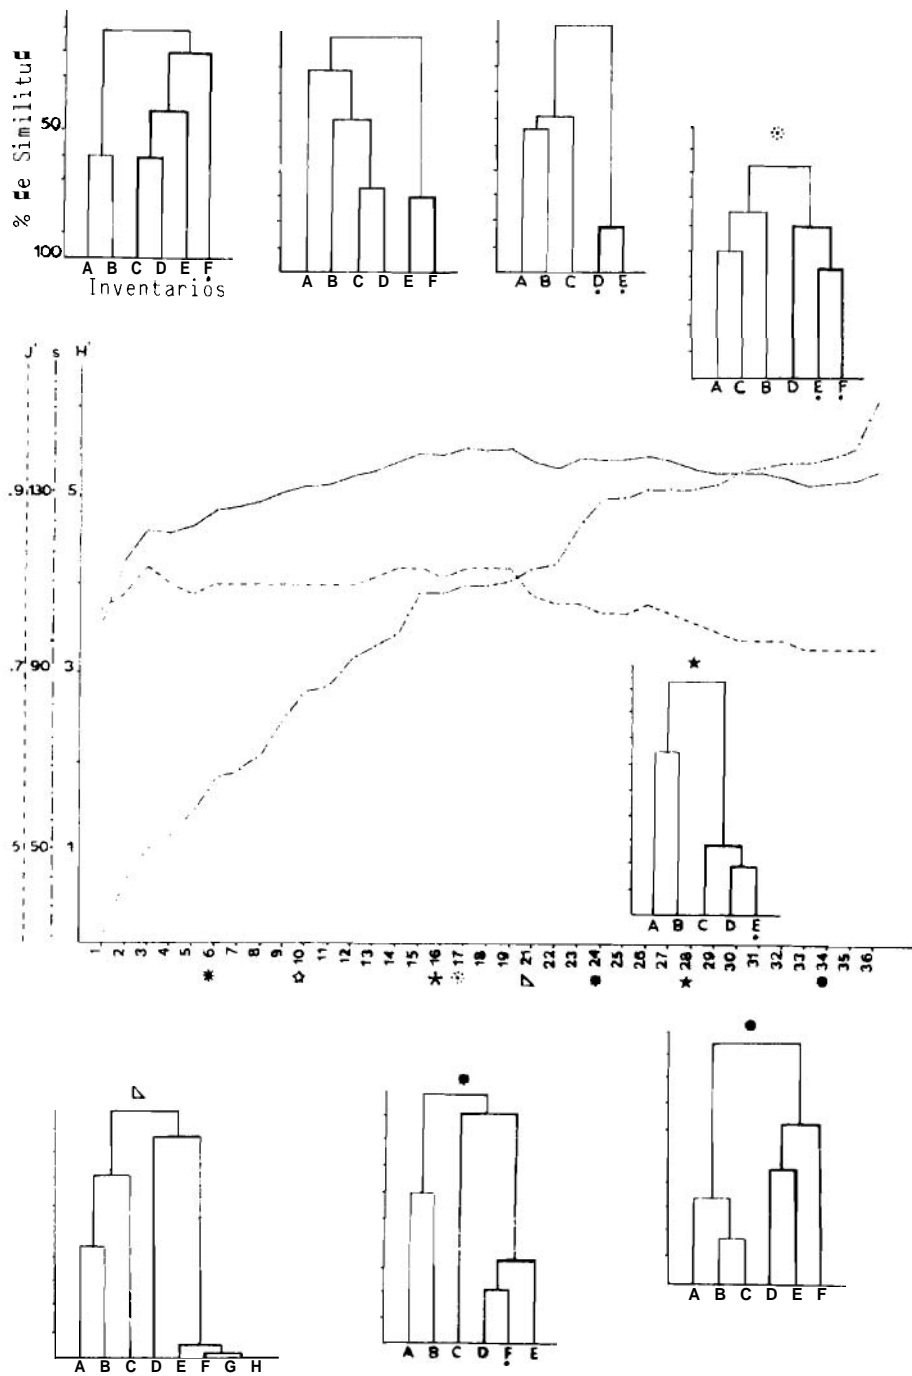 % de Similitud
50
100
A B C D E F
Inventarios
A B C D E F
A B C D E
A C B D E F
J' s H'
.9 130 5
.7 90 3
5 50 1
A B C D E
1 2 3 4 5 6 7 8 9 10 11 12 13 14 15 16 17 18 19 20 21 22 23 24 25 26 27 28 29 30 31 32 33 34 35 36
A B C D E F G H
A B C D F E
A B C D E F